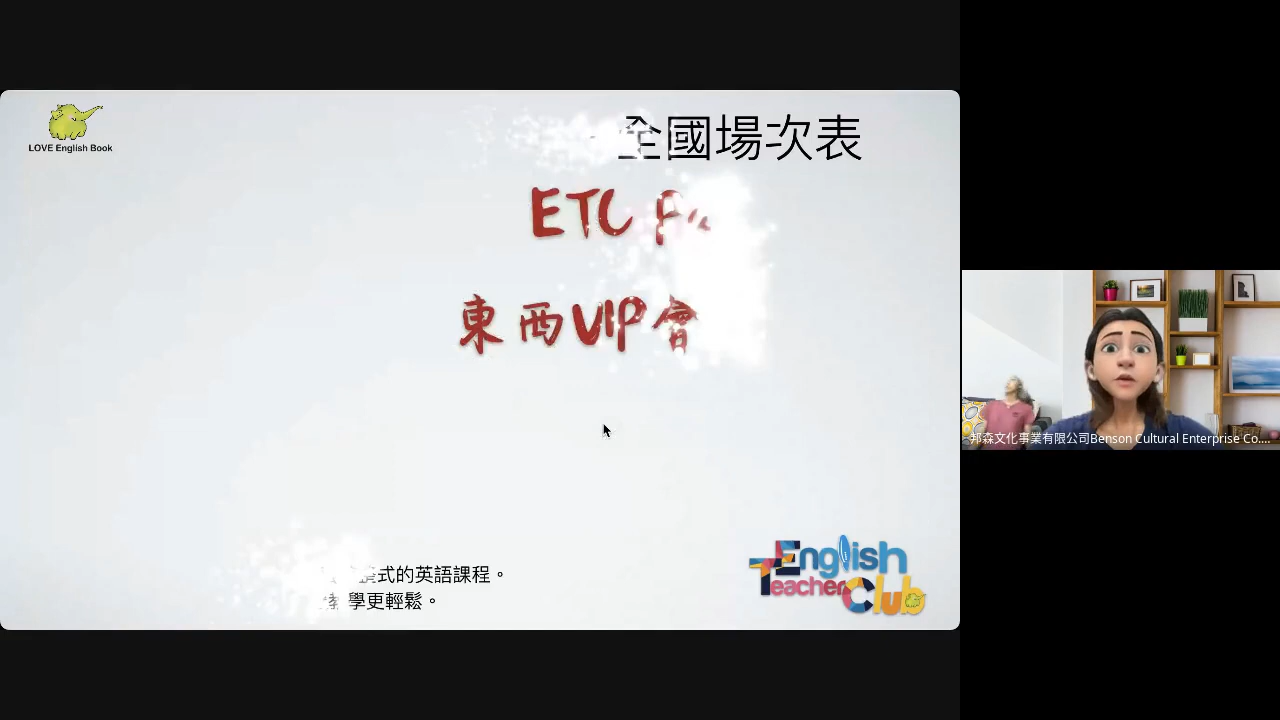 LOVE English Book
全國場次表
ETC
東西VIP會
式的英語課程。
教學更輕鬆。
English
Teacher
Club
邦森文化事業有限公司Benson Cultural Enterprise Co....